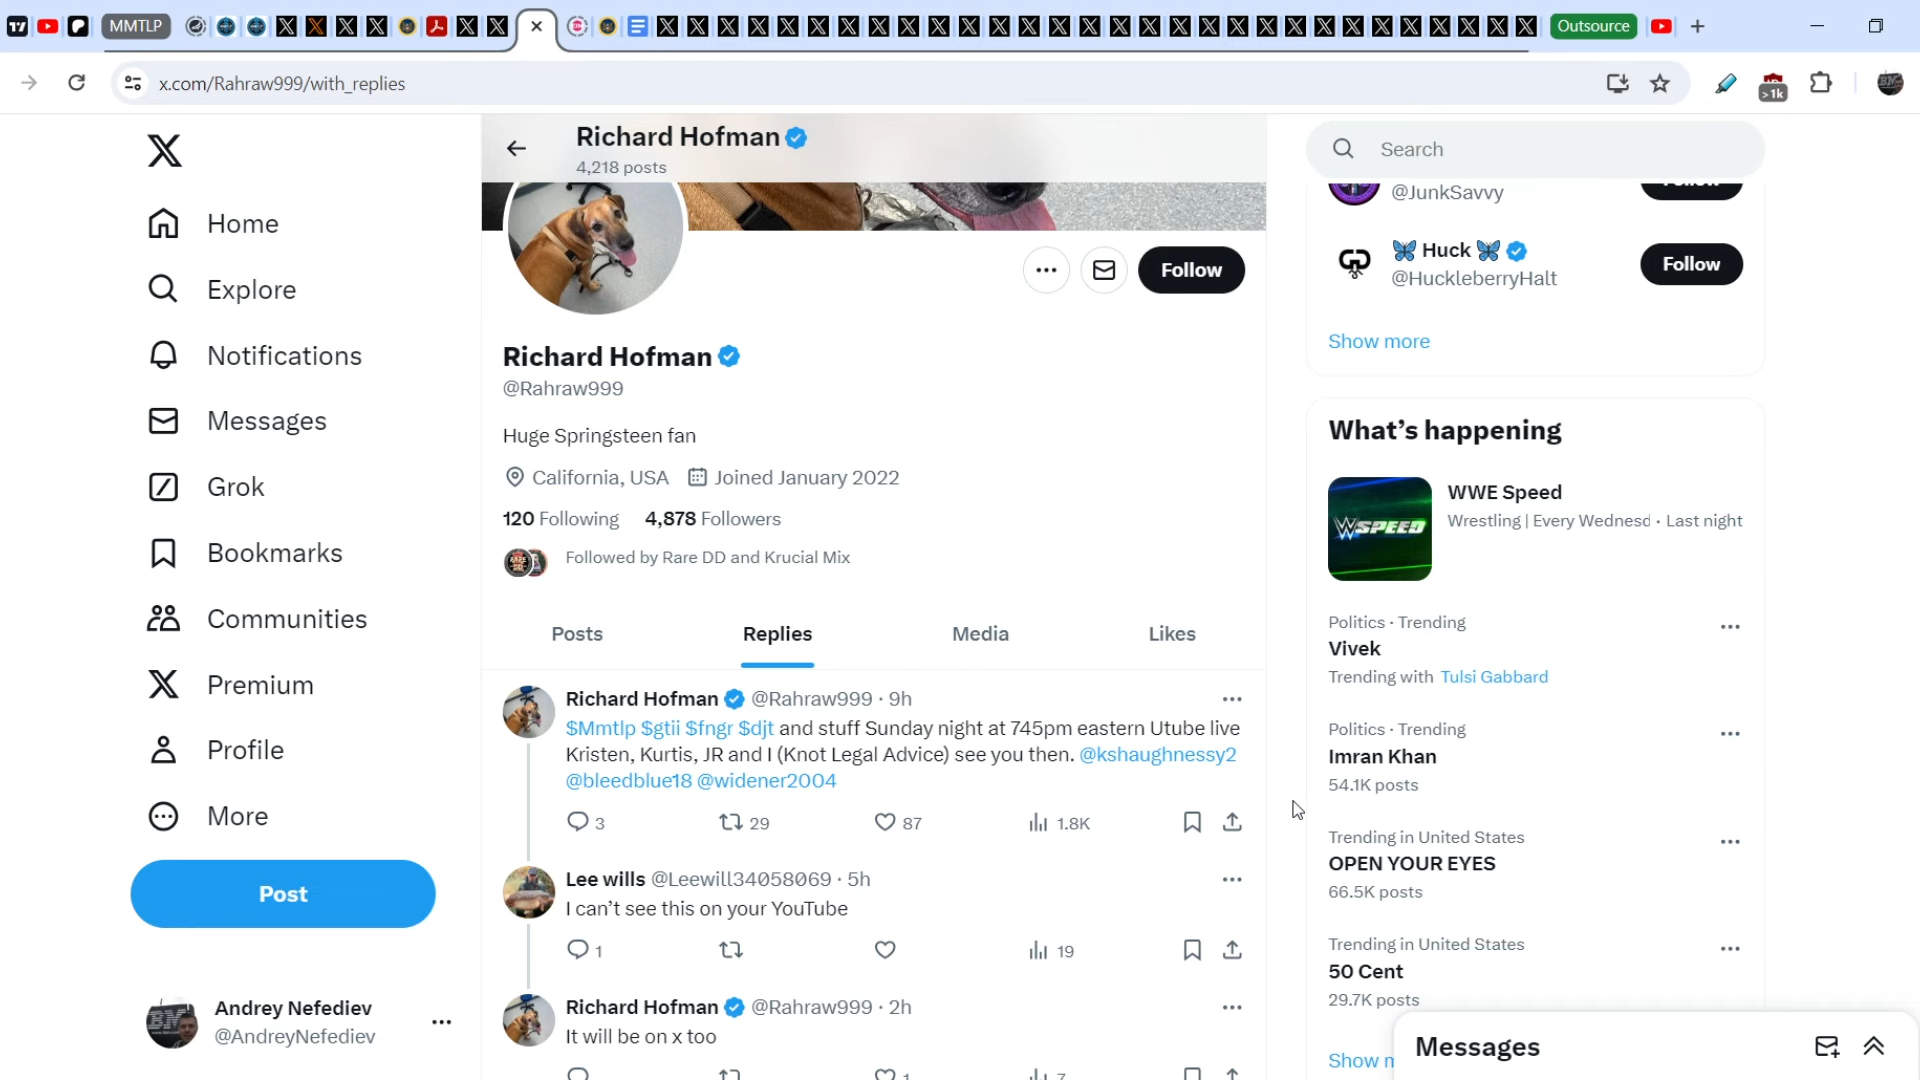 MMTLP
Outsource
x.com/Rahraw999/with_replies
>1k
Home
Explore
Notifications
Messages
Grok
Bookmarks
Communities
Premium
Profile
More
Post
Andrey Nefediev
@AndreyNefediev
Richard Hofman
4,218 posts
Follow
Richard Hofman
@Rahraw999
Huge Springsteen fan
California, USA Joined January 2022
120 Following 4,878 Followers
Followed by Rare DD and Krucial Mix
Posts Replies Media Likes
Richard Hofman @Rahraw999 · 9h
$Mmtlp $gtii $fngr $djt and stuff Sunday night at 745pm eastern Utube live
Kristen, Kurtis, JR and I (Knot Legal Advice) see you then. @kshaughnessy2
@bleedblue18 @widener2004
3 29 87 1.8K
Lee wills @Leewill34058069 · 5h
I can't see this on your YouTube
1 19
Richard Hofman @Rahraw999 · 2h
It will be on x too
1 7
Search
@JunkSavvy
Follow
Huck
@HuckleberryHalt
Follow
Show more
What's happening
WSPEED
WWE Speed
Wrestling | Every Wednesd · Last night
Politics · Trending
Vivek
Trending with Tulsi Gabbard
Politics · Trending
Imran Khan
54.1K posts
Trending in United States
OPEN YOUR EYES
66.5K posts
Trending in United States
50 Cent
29.7K posts
Show m
Messages